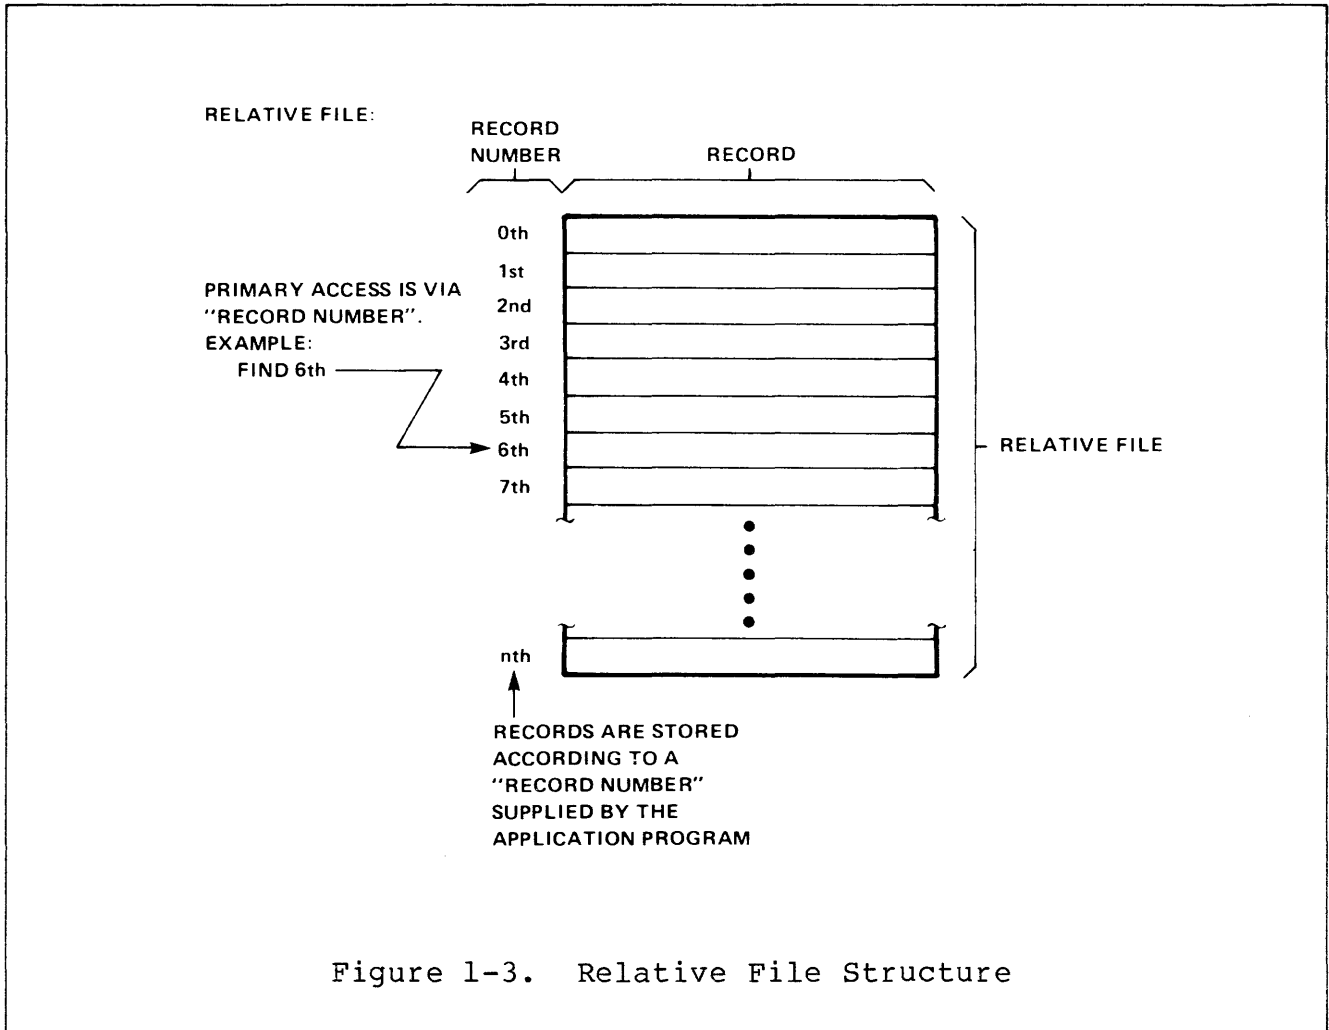 RELATIVE FILE:
RECORD
NUMBER
RECORD
0th
1st
2nd
3rd
4th
5th
6th
7th
nth
PRIMARY ACCESS IS VIA
"RECORD NUMBER".
EXAMPLE:
FIND 6th
RELATIVE FILE
RECORDS ARE STORED
ACCORDING TO A
"RECORD NUMBER"
SUPPLIED BY THE
APPLICATION PROGRAM
Figure 1-3. Relative File Structure